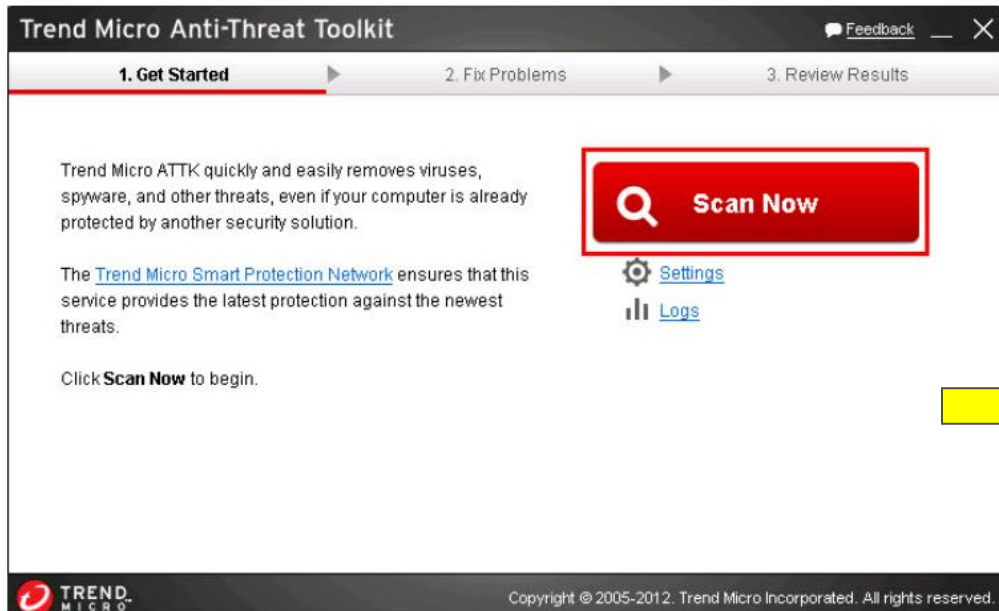 Trend Micro Anti-Threat Toolkit
Feedback
1. Get Started
2. Fix Problems
3. Review Results
Trend Micro ATTK quickly and easily removes viruses,
spyware, and other threats, even if your computer is already
protected by another security solution.
The Trend Micro Smart Protection Network ensures that this
service provides the latest protection against the newest
threats.
Click Scan Now to begin.
Scan Now
Settings
Logs
TREND
MICRO
Copyright © 2005-2012. Trend Micro Incorporated. All rights reserved.